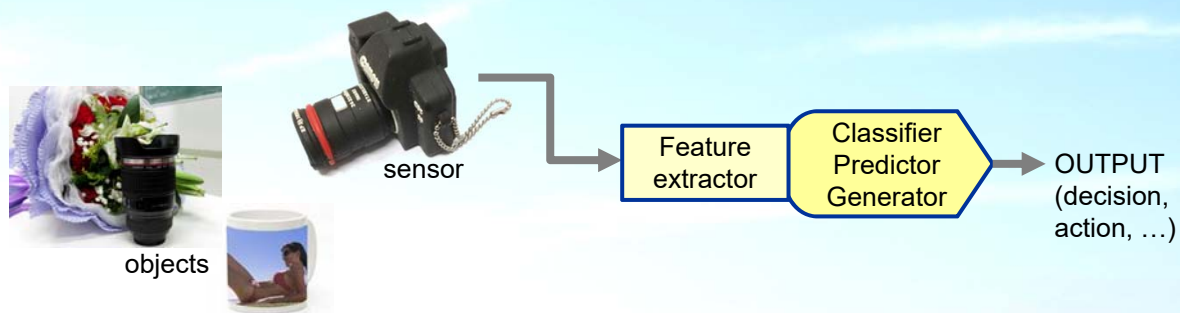 objects
sensor
Feature
extractor
Classifier
Predictor
Generator
OUTPUT
(decision,
action, …)